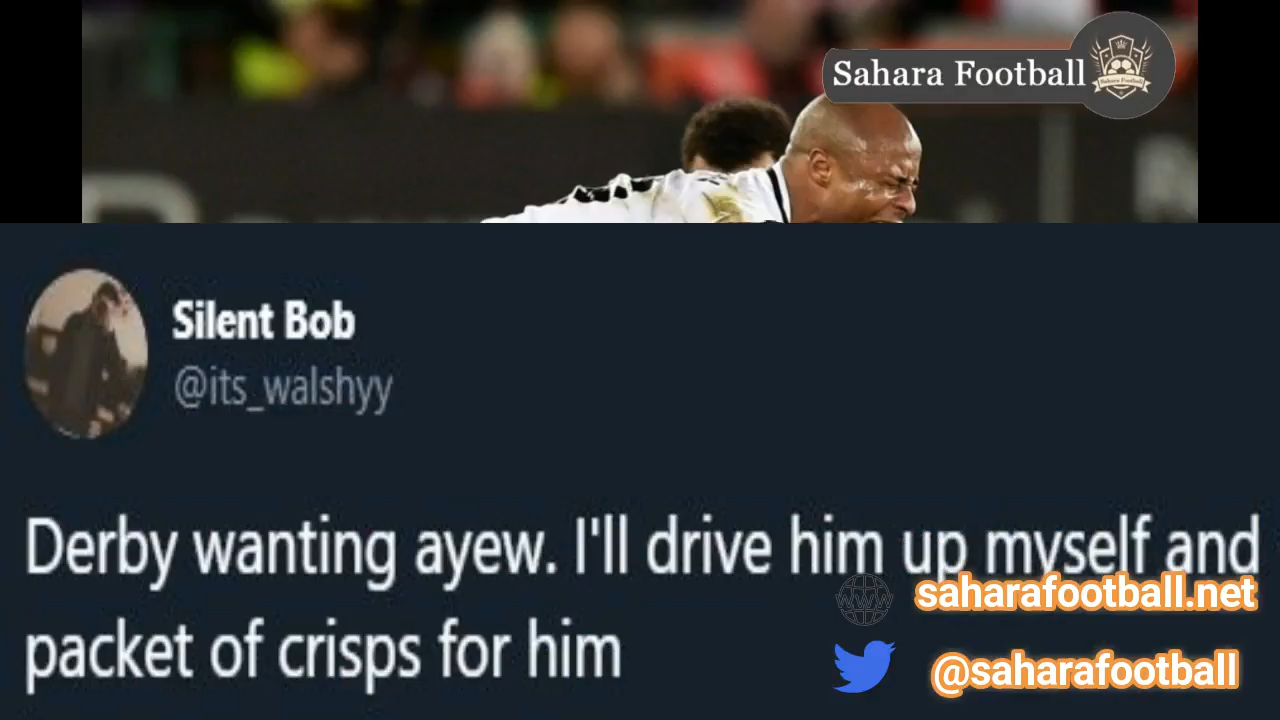 Sahara Football
Silent Bob
@its_walshyy
Derby wanting ayew. I'll drive him up myself and
packet of crisps for him
saharafootball.net
@saharafootball